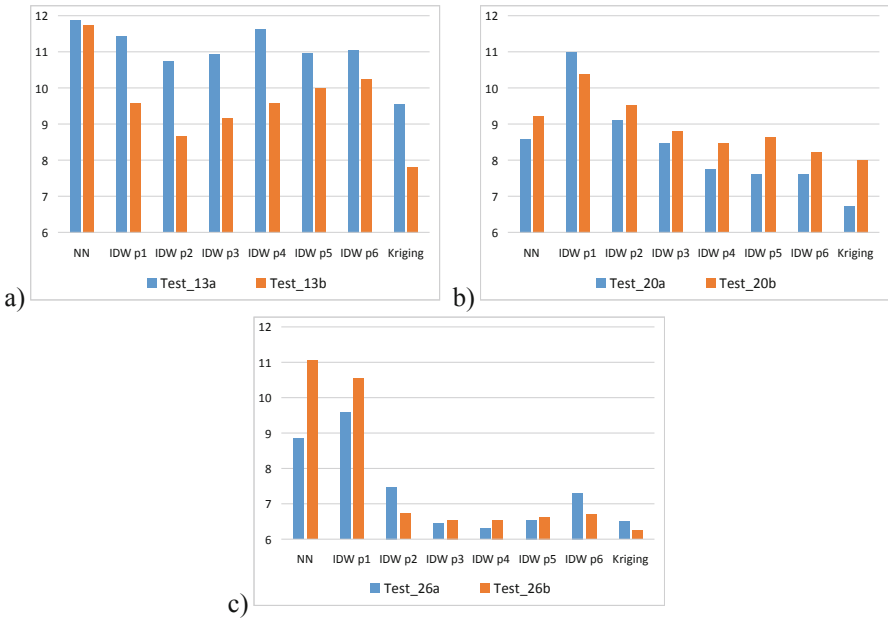 12
11
10
9
8
7
6
NN IDW p1 IDW p2 IDW p3 IDW p4 IDW p5 IDW p6 Kriging
Test_13a Test_13b
a)
12
11
10
9
8
7
6
NN IDW p1 IDW p2 IDW p3 IDW p4 IDW p5 IDW p6 Kriging
Test_20a Test_20b
b)
12
11
10
9
8
7
6
NN IDW p1 IDW p2 IDW p3 IDW p4 IDW p5 IDW p6 Kriging
Test_26a Test_26b
c)